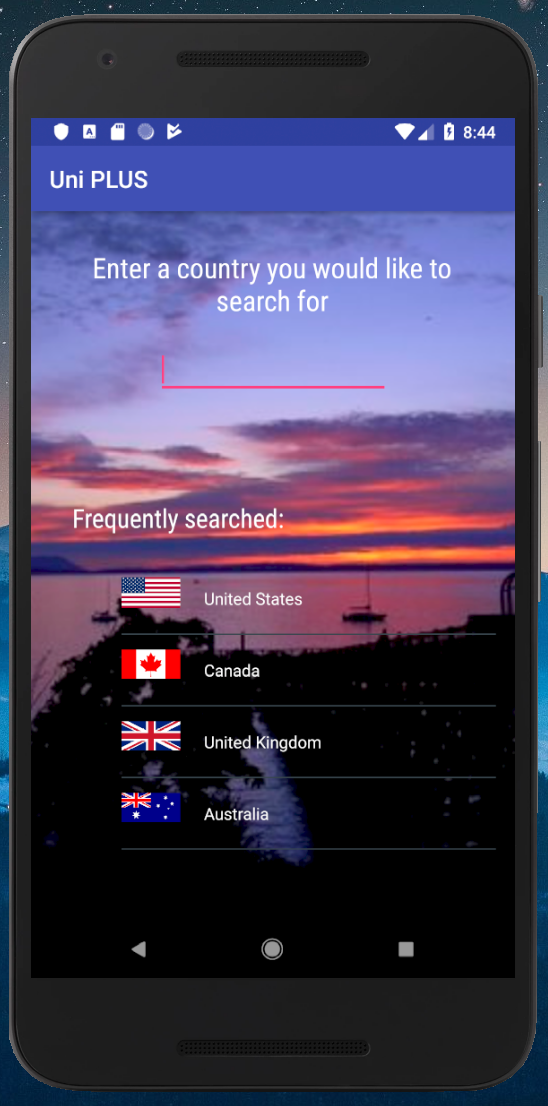 8:44
Uni PLUS
Enter a country you would like to
search for
Frequently searched:
United States
Canada
United Kingdom
Australia